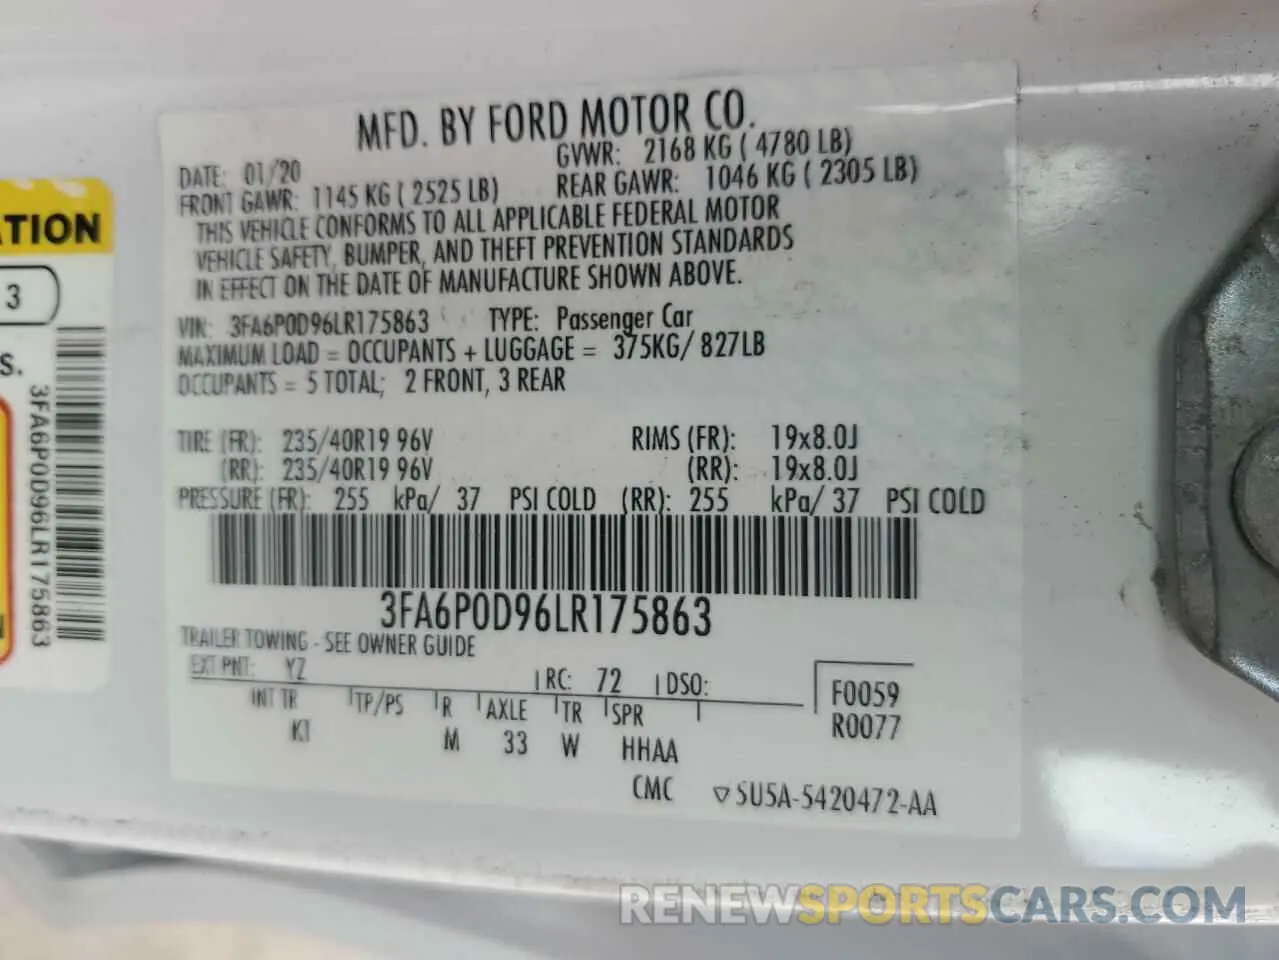 MFD. BY FORD MOTOR CO.
DATE: 01/20 GVWR: 2168 KG ( 4780 LB)
FRONT GAWR: 1145 KG ( 2525 LB) REAR GAWR: 1046 KG ( 2305 LB)
THIS VEHICLE CONFORMS TO ALL APPLICABLE FEDERAL MOTOR
VEHICLE SAFETY, BUMPER, AND THEFT PREVENTION STANDARDS
IN EFFECT ON THE DATE OF MANUFACTURE SHOWN ABOVE.
VIN: 3FA6P0D96LR175863 TYPE: Passenger Car
MAXIMUM LOAD = OCCUPANTS + LUGGAGE = 375KG/ 827LB
OCCUPANTS = 5 TOTAL; 2 FRONT, 3 REAR
TIRE (FR): 235/40R19 96V RIMS (FR): 19x8.0J
(RR): 235/40R19 96V (RR): 19x8.0J
PRESSURE (FR): 255 kPa/ 37 PSI COLD (RR): 255 kPa/ 37 PSI COLD
3FA6P0D96LR175863
TRAILER TOWING - SEE OWNER GUIDE
EXT PNT: YZ RC: 72 DSO:
F0059
R0077
INT TR TP/PS R AXLE TR SPR
KT M 33 W HHAA
CMC ▽5U5A-5420472-AA
ATION
3
S.
3FA6P0D96LR175863
RENEWSPORTSCARS.COM